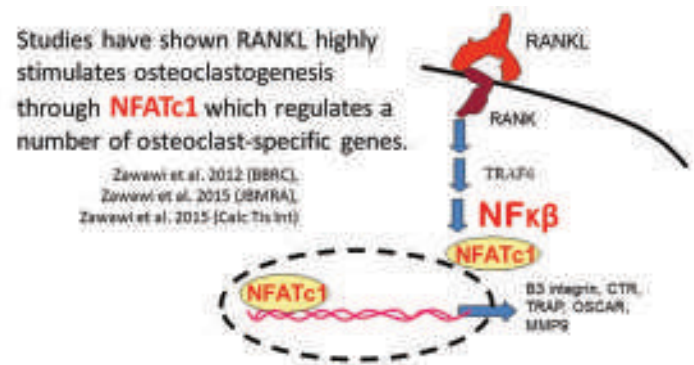 Studies have shown RANKL highly
stimulates osteoclastogenesis
through NFATc1 which regulates a
number of osteoclast-specific genes.
Zawawi et al. 2012 (BBRC),
Zawawi et al. 2015 (JBMRA),
Zawawi et al. 2015 (Calc Tis Int)
RANKL
RANK
TRAF6
NFκβ
NFATc1
NFATc1
B3 integrin, CTR,
TRAP, OSCAR,
MMP9